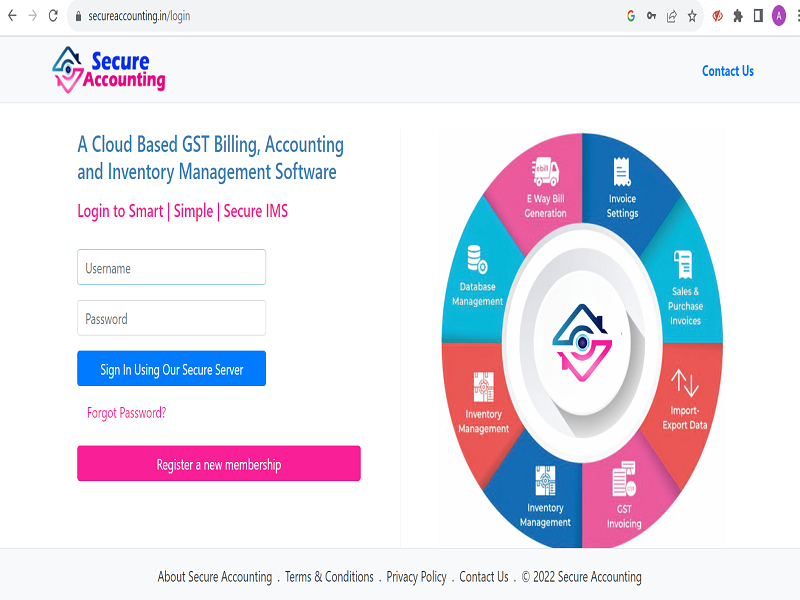 secureaccounting.in/login
A
Secure
Accounting
Contact Us
A Cloud Based GST Billing, Accounting
and Inventory Management Software
Login to Smart | Simple | Secure IMS
Username
Password
Sign In Using Our Secure Server
Forgot Password?
Register a new membership
ebill
E Way Bill
Generation
Invoice
Settings
Sales &
Purchase
Invoices
Import-
Export Data
GST
Invoicing
Inventory
Management
Inventory
Management
Database
Management
About Secure Accounting . Terms & Conditions . Privacy Policy . Contact Us . © 2022 Secure Accounting